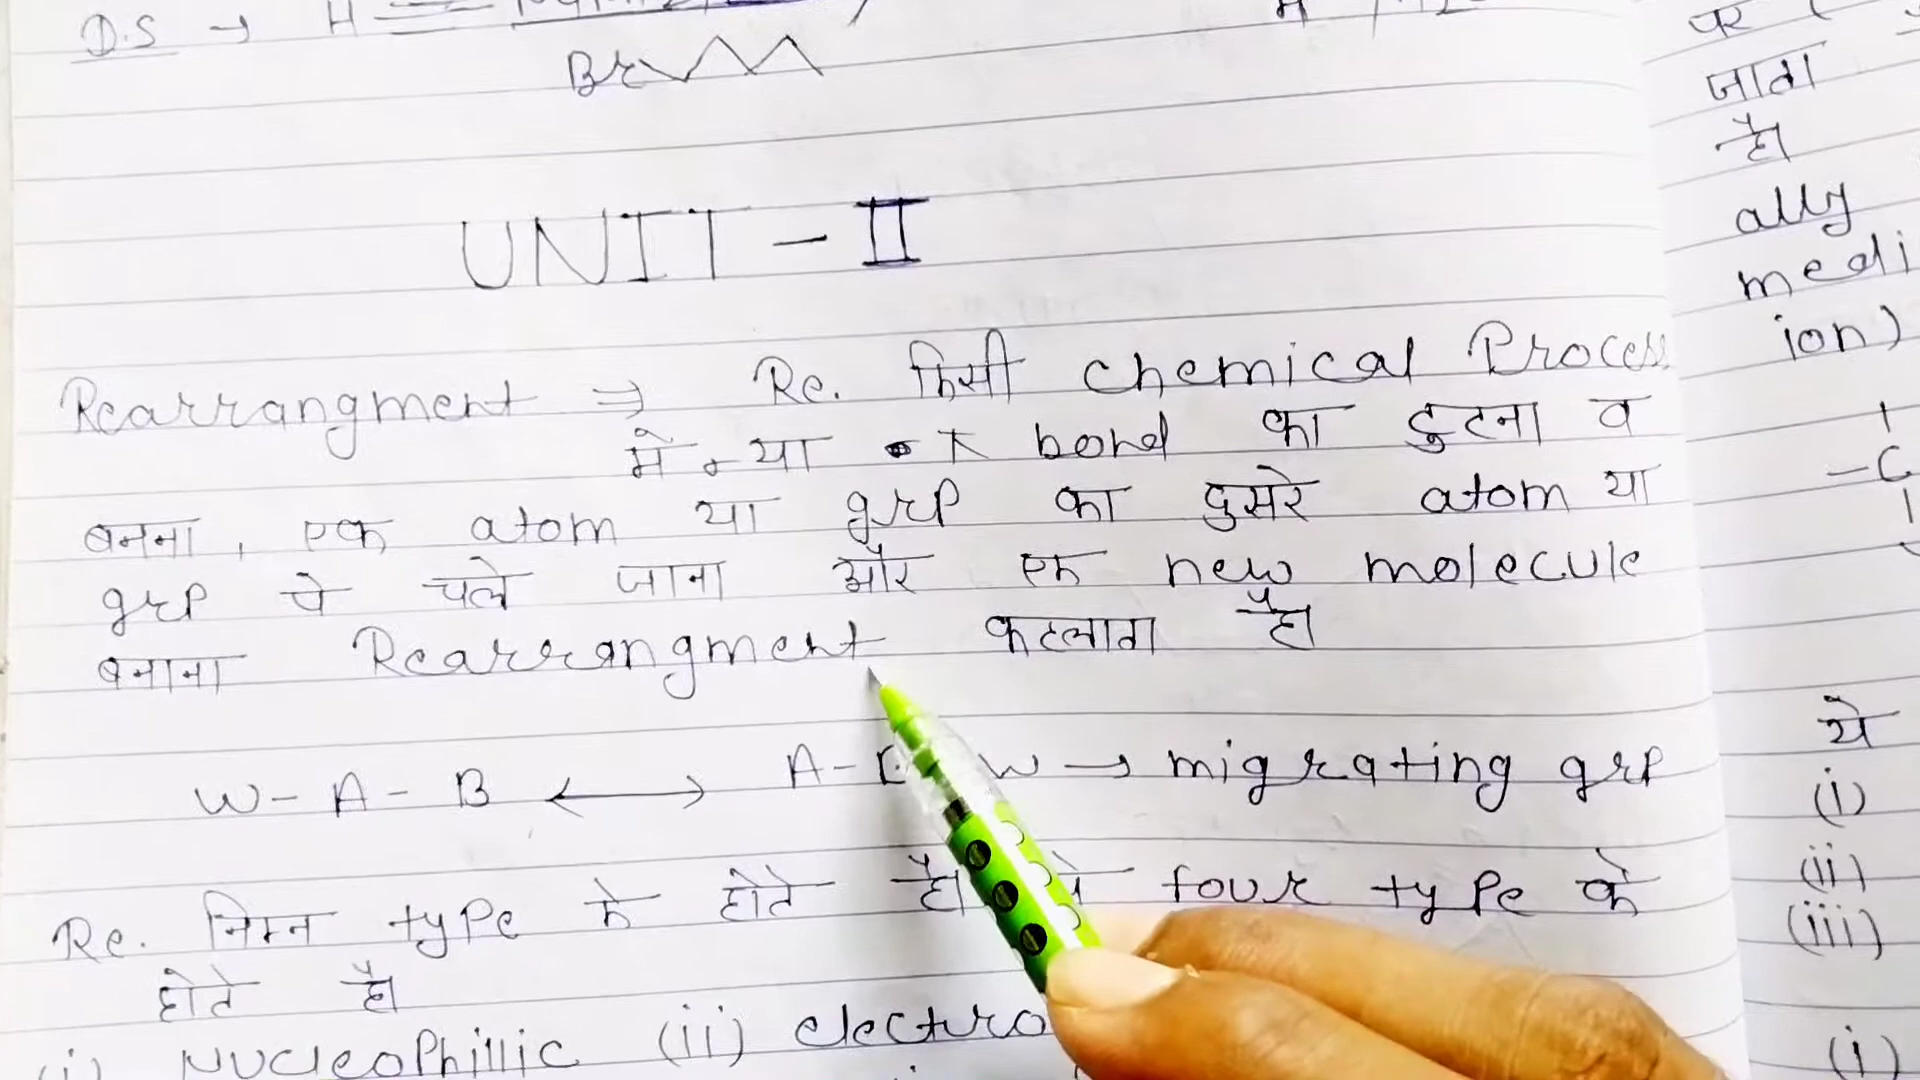 D.S → H
Br
UNIT - II
Rearrangment ⇒ Re. किसी chemical Process
में σ या π bond का टुटना व
बनना, एक atom या grp का दुसरे atom या
grp पे चले जाना और एक new molecule
बनाना Rearrangment कहलाता है।
W - A - B ⟷ A - W → migrating grp
Re. निम्न type के होते है। four type के
होते है।
(i) Nucleophillic (ii) electro
पर
जाता
है।
ally
medi
ion)
- C
ये
(i)
(ii)
(iii)
(i)